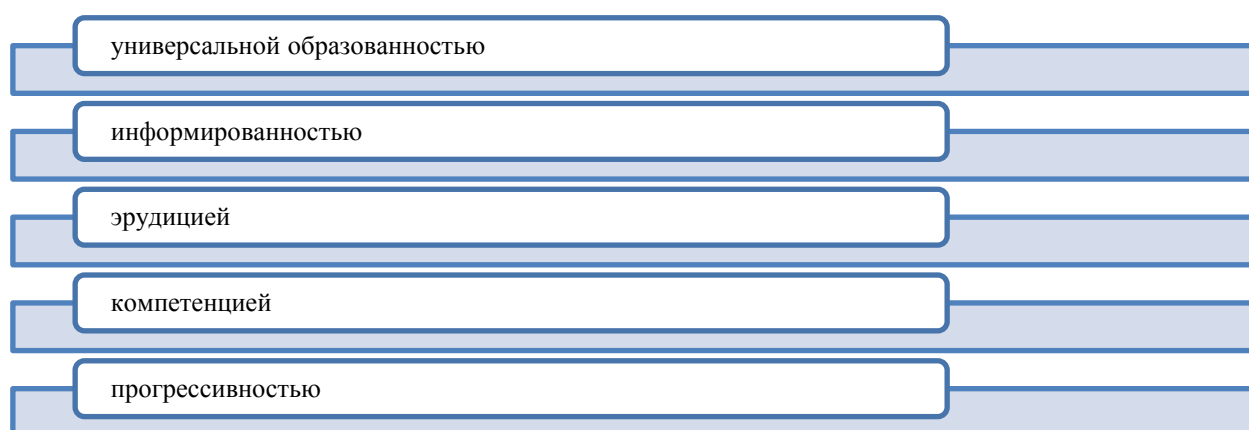 универсальной образованностью
информированностью
эрудицией
компетенцией
прогрессивностью